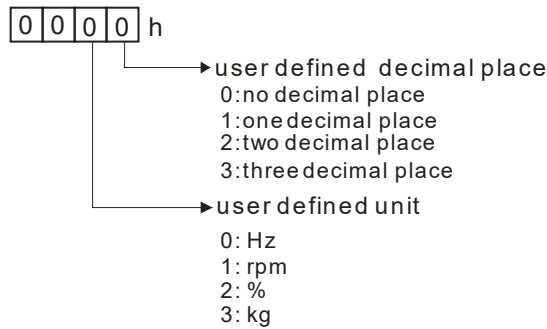 0 0 0 0 h
user defined decimal place
0: no decimal place
1: one decimal place
2: two decimal place
3: three decimal place
user defined unit
0: Hz
1: rpm
2: %
3: kg